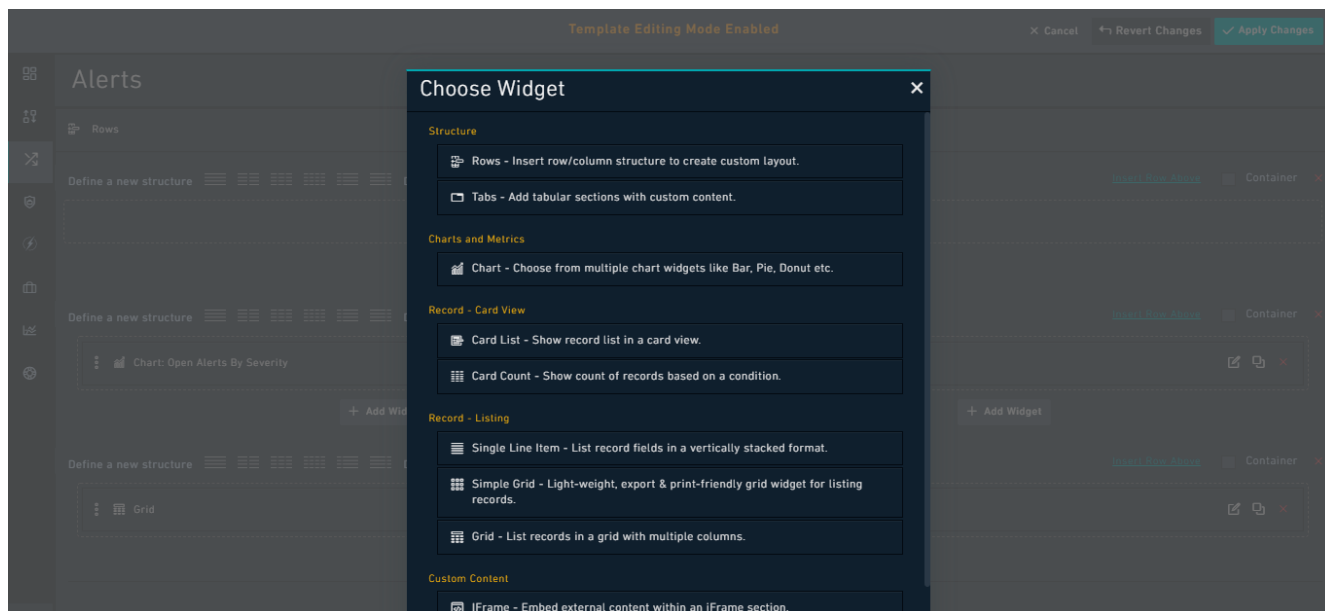 Template Editing Mode Enabled
Cancel
Revert Changes
Apply Changes
Alerts
Choose Widget
Rows
Structure
Rows - Insert row/column structure to create custom layout.
Tabs - Add tabular sections with custom content.
Define a new structure
Insert Row Above
Container
Charts and Metrics
Chart - Choose from multiple chart widgets like Bar, Pie, Donut etc.
Record - Card View
Define a new structure
Insert Row Above
Container
Card List - Show record list in a card view.
Chart: Open Alerts By Severity
Card Count - Show count of records based on a condition.
+ Add Wid
+ Add Widget
Record - Listing
Single Line Item - List record fields in a vertically stacked format.
Define a new structure
Insert Row Above
Container
Simple Grid - Light-weight, export & print-friendly grid widget for listing
records.
Grid
Grid - List records in a grid with multiple columns.
Custom Content
IFrame - Embed external content within an iFrame section.